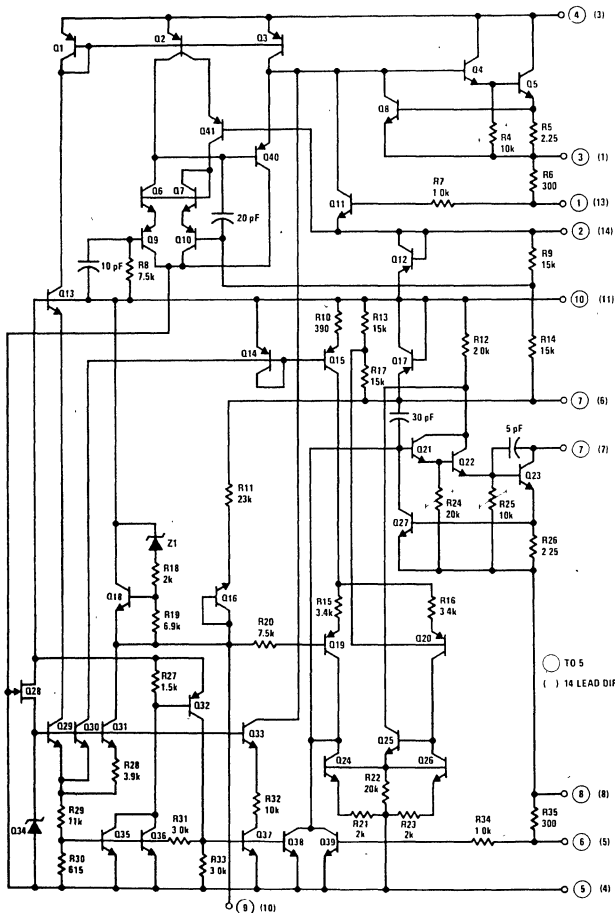 4 (3)
Q1
Q2
Q3
Q4
Q5
Q8
R4
10k
R5
2.25
Q41
Q40
3 (1)
R7
1 0k
R6
300
Q11
1 (13)
Q6
Q7
20 pF
2 (14)
Q9
Q10
10 pF
R8
7.5k
Q12
R9
15k
Q13
10 (11)
R10
390
R13
15k
R12
2 0k
R14
15k
Q14
Q15
R17
15k
Q17
7 (6)
30 pF
5 pF
7 (7)
Q21
Q22
Q23
R11
23k
R24
20k
R25
10k
Q27
R26
2 25
Z1
R18
2k
Q18
R19
6.9k
Q16
R20
7.5k
R15
3.4k
R16
3 4k
Q19
Q20
TO 5
( ) 14 LEAD DIF
R27
1.5k
Q32
Q28
Q29
Q30
Q31
Q33
R28
3.9k
Q24
Q25
Q26
R22
20k
R32
10k
R21
2k
R23
2k
8 (8)
R29
11k
Q34
Q35
Q36
R31
3 0k
R30
615
R33
3 0k
Q37
Q38
Q39
R34
1 0k
R35
300
6 (5)
5 (4)
9 (10)